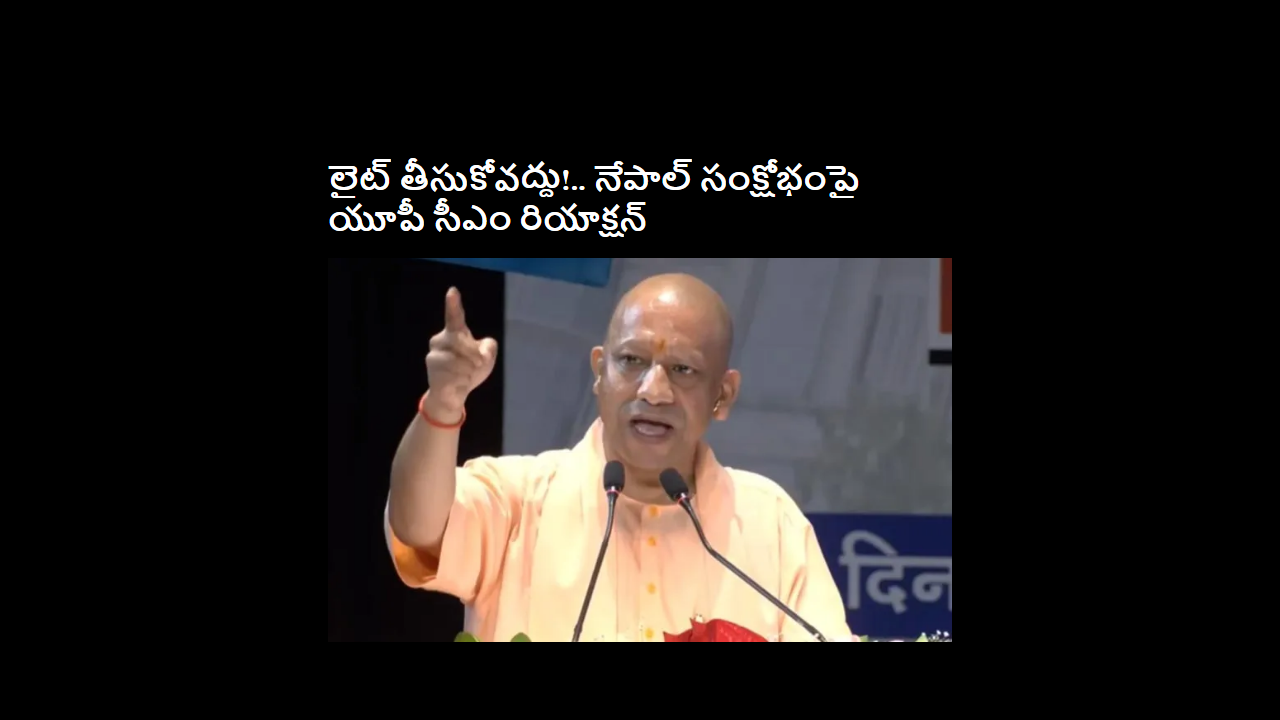 లైట్ తీసుకోవద్దు!.. నేపాల్ సంక్షోభంపై
యూపీ సీఎం రియాక్షన్
दिन